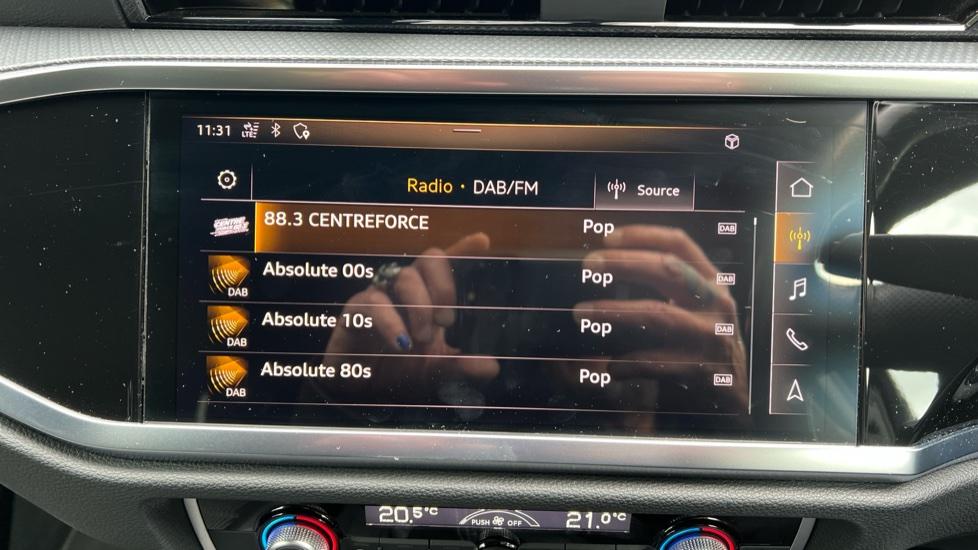 11:31 LTE
Radio · DAB/FM Source
88.3 CENTREFORCE Pop DAB
Absolute 00s Pop DAB
DAB
Absolute 10s Pop DAB
DAB
Absolute 80s Pop DAB
DAB
20.5°C PUSH OFF 21.0°C